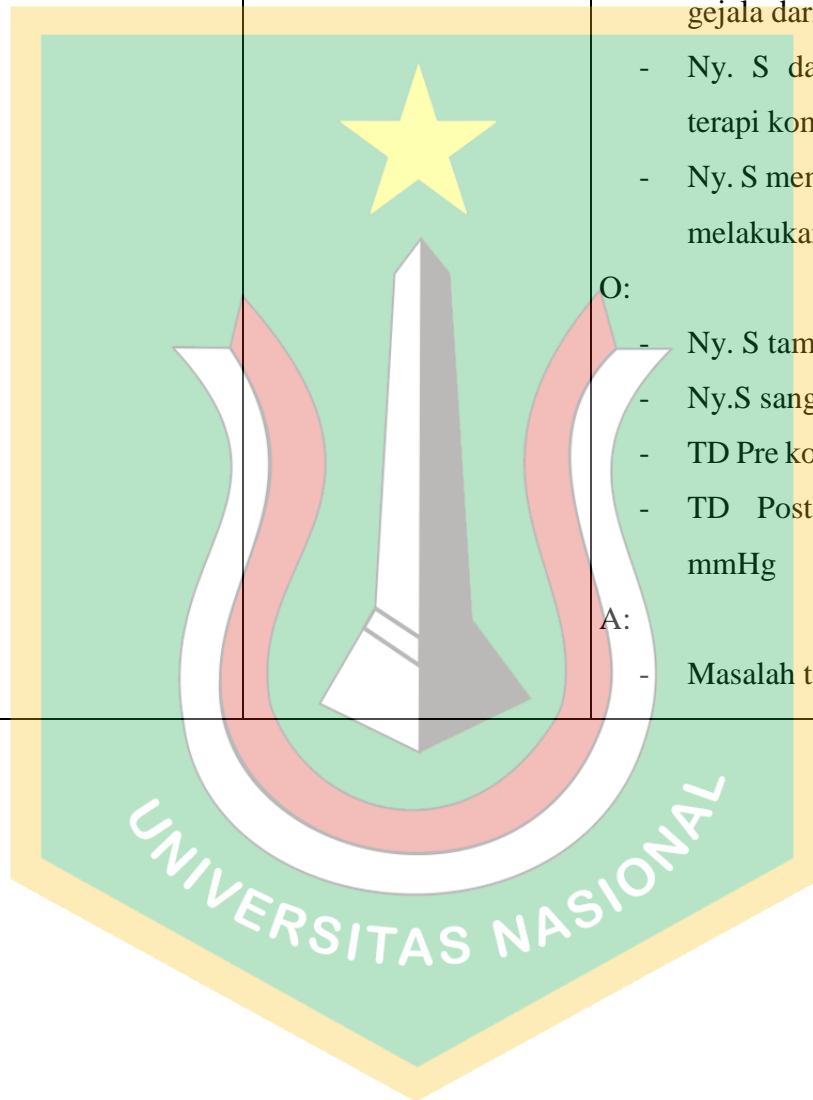 gejala dar
- Ny. S da
terapi kon
- Ny. S men
melakukan
O:
- Ny. S tam
- Ny.S sang
- TD Pre ko
- TD Post
mmHg
A:
- Masalah t
UNIVERSITAS NASIONAL